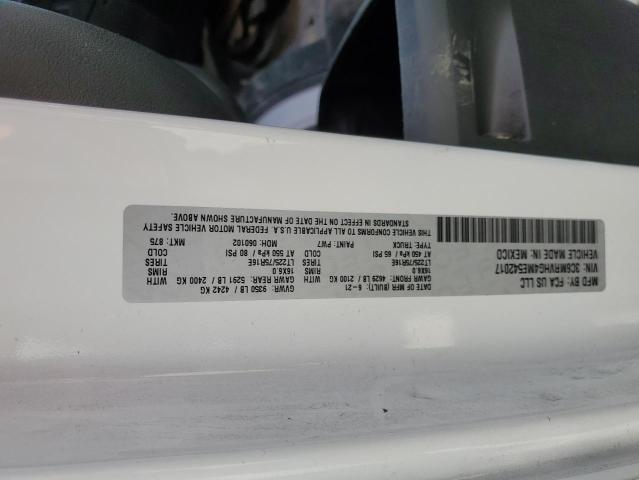 MFD BY: FCA US LLC
VIN: 3C6MRVHG4ME542017
VEHICLE MADE IN: MEXICO
DATE OF MFR (BUILT): 6-21 GVWR: 9350 LB / 4242 KG
GAWR FRONT: 4629 LB / 2100 KG WITH GAWR REAR: 5291 LB / 2400 KG WITH
16X6.0 RIMS 16X6.0 RIMS
LT225/75R16E TIRES LT225/75R16E TIRES
AT 450 kPa / 65 PSI COLD AT 550 kPa / 80 PSI COLD
TYPE: TRUCK PAINT: PW7 MDH: 060102 MKT: 875
THIS VEHICLE CONFORMS TO ALL APPLICABLE U.S.A. FEDERAL MOTOR VEHICLE SAFETY
STANDARDS IN EFFECT ON THE DATE OF MANUFACTURE SHOWN ABOVE.